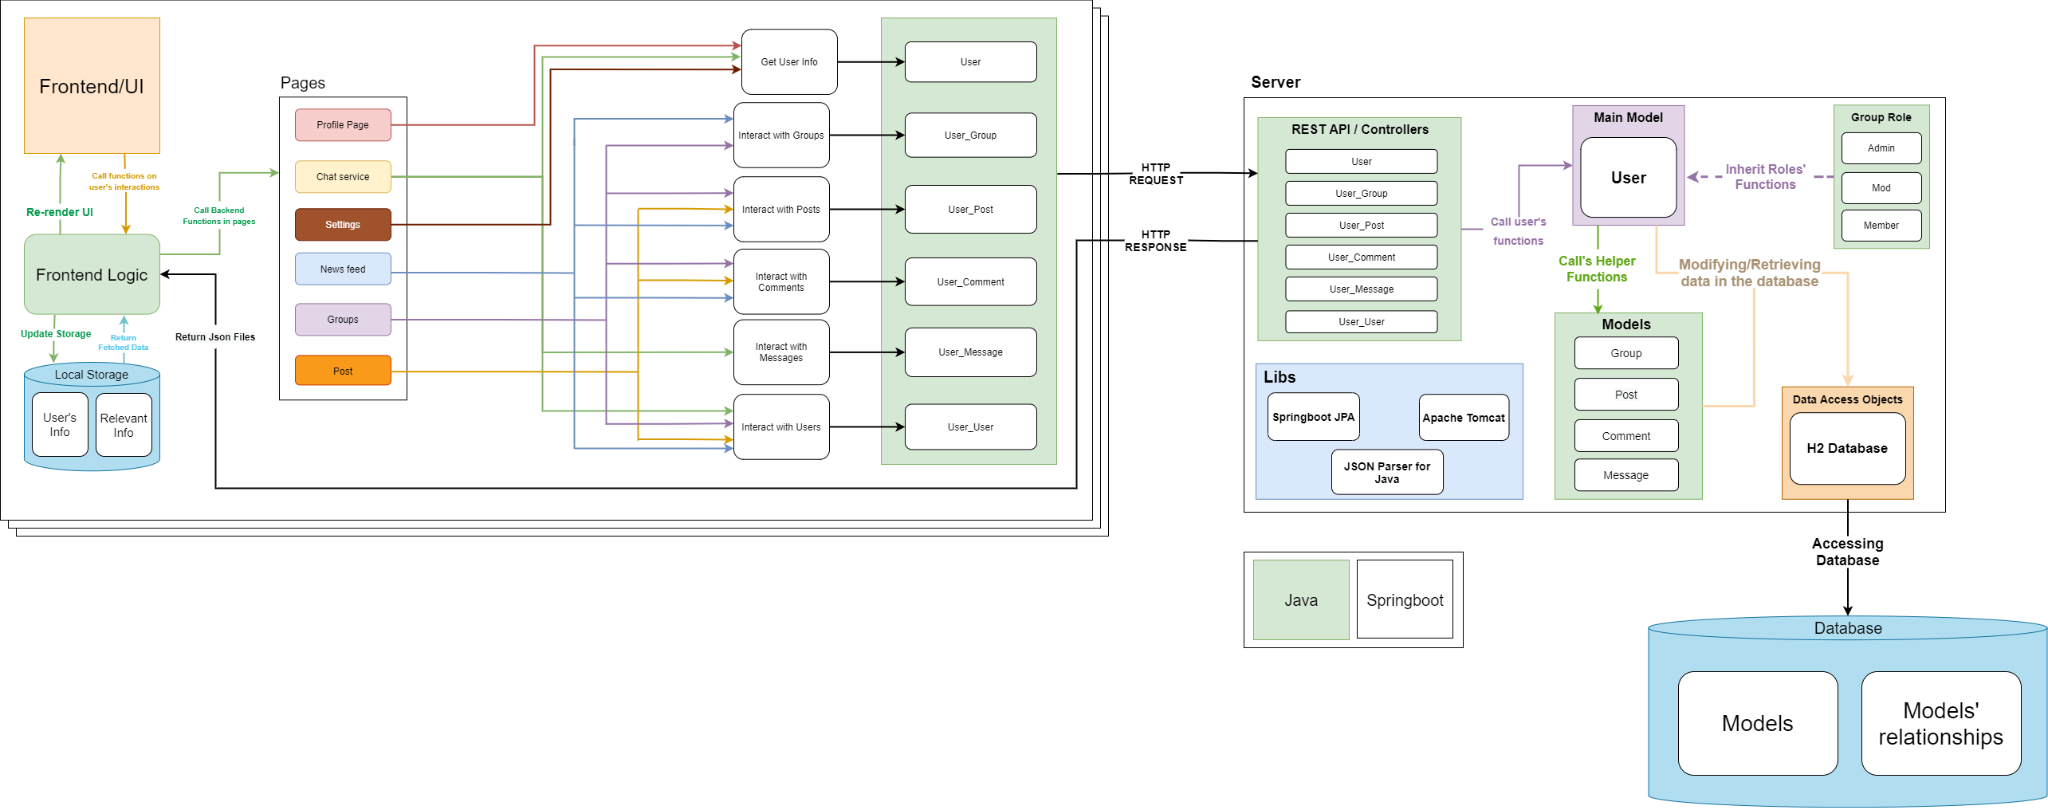 Frontend/UI
Call functions on
user's interactions
Re-render UI
Frontend Logic
Call Backend
Functions in pages
Update Storage
Return
Fetched Data
Return Json Files
Local Storage
User's
Info
Relevant
Info
Pages
Profile Page
Chat service
Settings
News feed
Groups
Post
Get User Info
Interact with Groups
Interact with Posts
Interact with
Comments
Interact with
Messages
Interact with Users
User
User_Group
User_Post
User_Comment
User_Message
User_User
HTTP
REQUEST
HTTP
RESPONSE
Server
REST API / Controllers
User
User_Group
User_Post
User_Comment
User_Message
User_User
Call user's
functions
Main Model
User
Inherit Roles'
Functions
Group Role
Admin
Mod
Member
Call's Helper
Functions
Modifying/Retrieving
data in the database
Models
Group
Post
Comment
Message
Libs
Springboot JPA
Apache Tomcat
JSON Parser for
Java
Data Access Objects
H2 Database
Accessing
Database
Java
Springboot
Database
Models
Models'
relationships